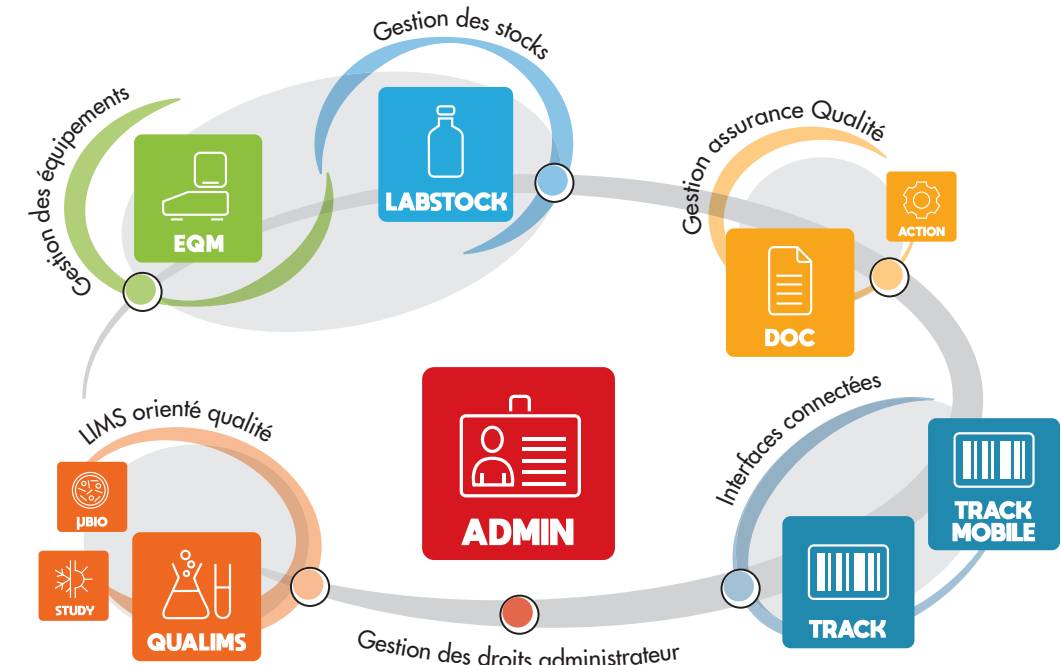 Gestion des stocks
Gestion des équipements
LABSTOCK
EQM
Gestion assurance Qualité
ACTION
DOC
LIMS orienté qualité
µBIO
STUDY
QUALIMS
ADMIN
Interfaces connectées
TRACK
MOBILE
TRACK
Gestion des droits administrateur